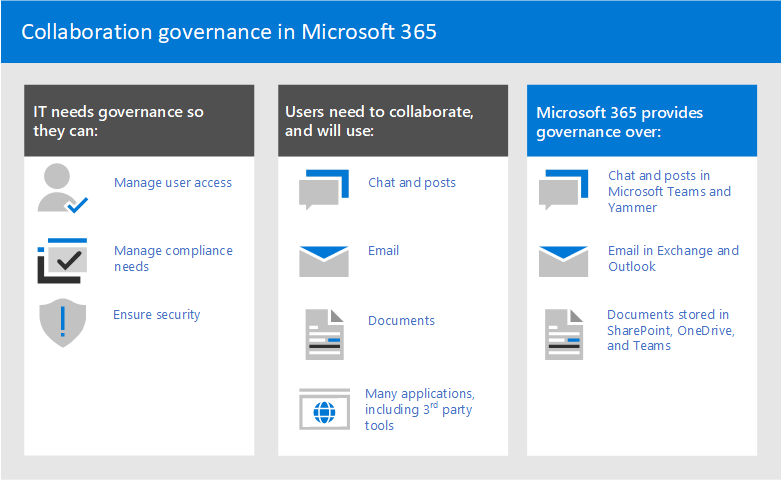 Collaboration governance in Microsoft 365
IT needs governance so
they can:
Manage user access
Manage compliance
needs
Ensure security
Users need to collaborate,
and will use:
Chat and posts
Email
Documents
Many applications,
including 3rd party
tools
Microsoft 365 provides
governance over:
Chat and posts in
Microsoft Teams and
Yammer
Email in Exchange and
Outlook
Documents stored in
SharePoint, OneDrive,
and Teams